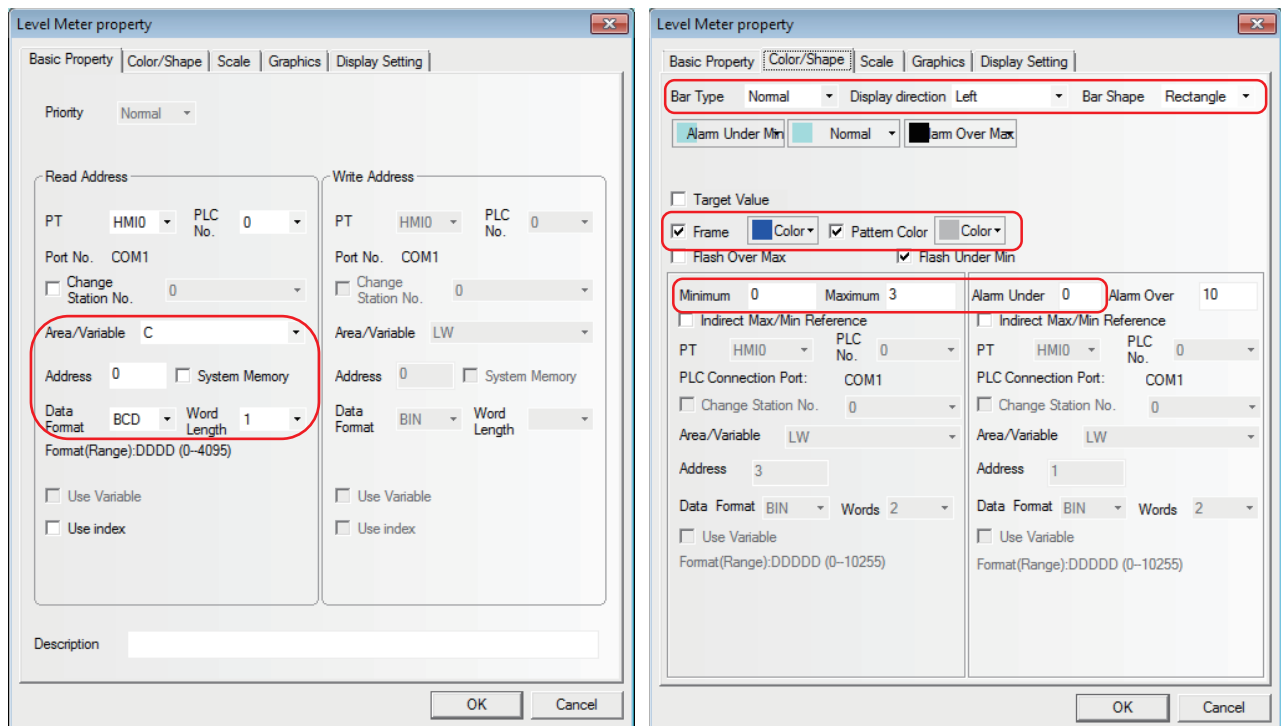 Level Meter property
Basic Property Color/Shape Scale Graphics Display Setting
Priority Normal
Read Address
PT HMI0 PLC No. 0
Port No. COM1
Change Station No. 0
Area/Variable C
Address 0 System Memory
Data Format BCD Word Length 1
Format(Range):DDDD (0--4095)
Use Variable
Use index
Write Address
PT HMI0 PLC No. 0
Port No. COM1
Change Station No. 0
Area/Variable LW
Address 0 System Memory
Data Format BIN Word Length
Use Variable
Use index
Description
OK Cancel
Level Meter property
Basic Property Color/Shape Scale Graphics Display Setting
Bar Type Normal Display direction Left Bar Shape Rectangle
Alarm Under Min Normal larm Over Max
Target Value
Frame Color Pattern Color Color
Flash Over Max Flash Under Min
Minimum 0 Maximum 3
Indirect Max/Min Reference
PT HMI0 PLC No. 0
PLC Connection Port: COM1
Change Station No. 0
Area/Variable LW
Address 3
Data Format BIN Words 2
Use Variable
Format(Range):DDDDD (0--10255)
Alarm Under 0 Alarm Over 10
Indirect Max/Min Reference
PT HMI0 PLC No. 0
PLC Connection Port: COM1
Change Station No. 0
Area/Variable LW
Address 1
Data Format BIN Words 2
Use Variable
Format(Range):DDDDD (0--10255)
OK Cancel